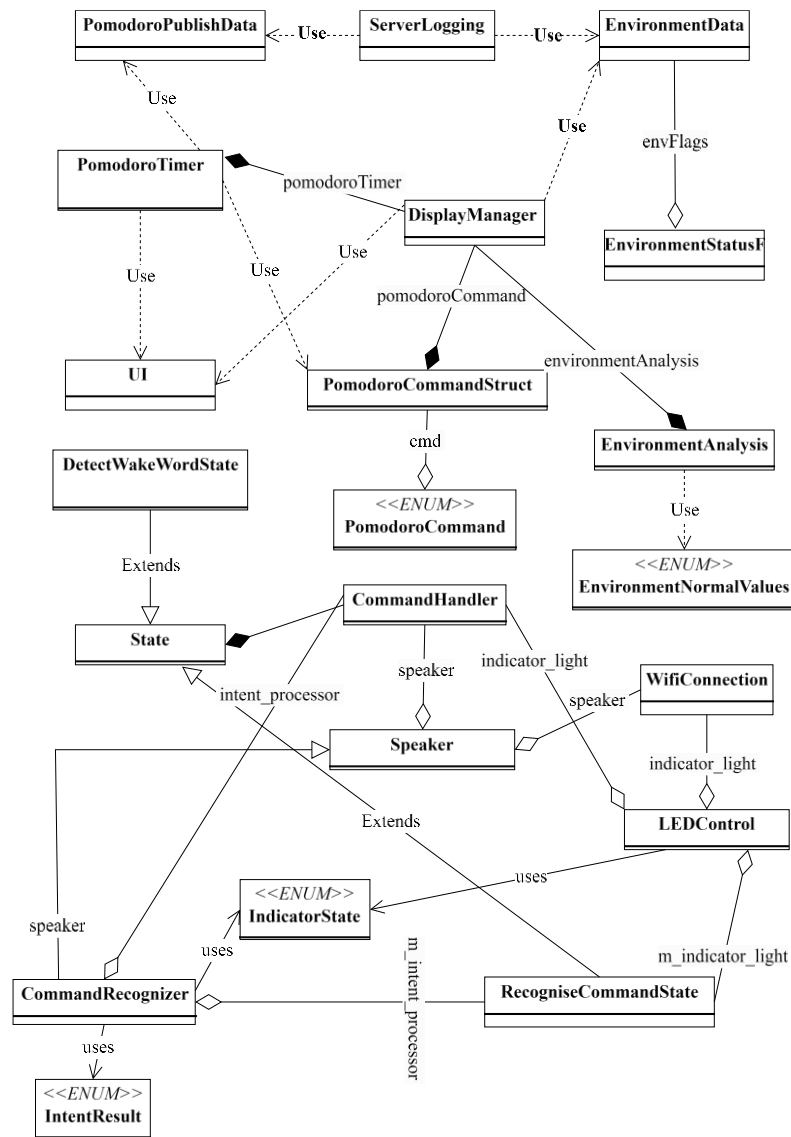 PomodoroPublishData
Use
ServerLogging
Use
EnvironmentData
Use
Use
envFlags
PomodoroTimer
pomodoroTimer
DisplayManager
EnvironmentStatusF
Use
Use
Use
pomodoroCommand
environmentAnalysis
UI
PomodoroCommandStruct
cmd
EnvironmentAnalysis
DetectWakeWordState
<<ENUM>>
PomodoroCommand
Use
Extends
<<ENUM>>
EnvironmentNormalValues
State
CommandHandler
speaker
indicator_light
intent_processor
WifiConnection
speaker
Speaker
indicator_light
Extends
LEDControl
uses
<<ENUM>>
IndicatorState
speaker
uses
m_intent_processor
m_indicator_light
CommandRecognizer
RecogniseCommandState
uses
<<ENUM>>
IntentResult